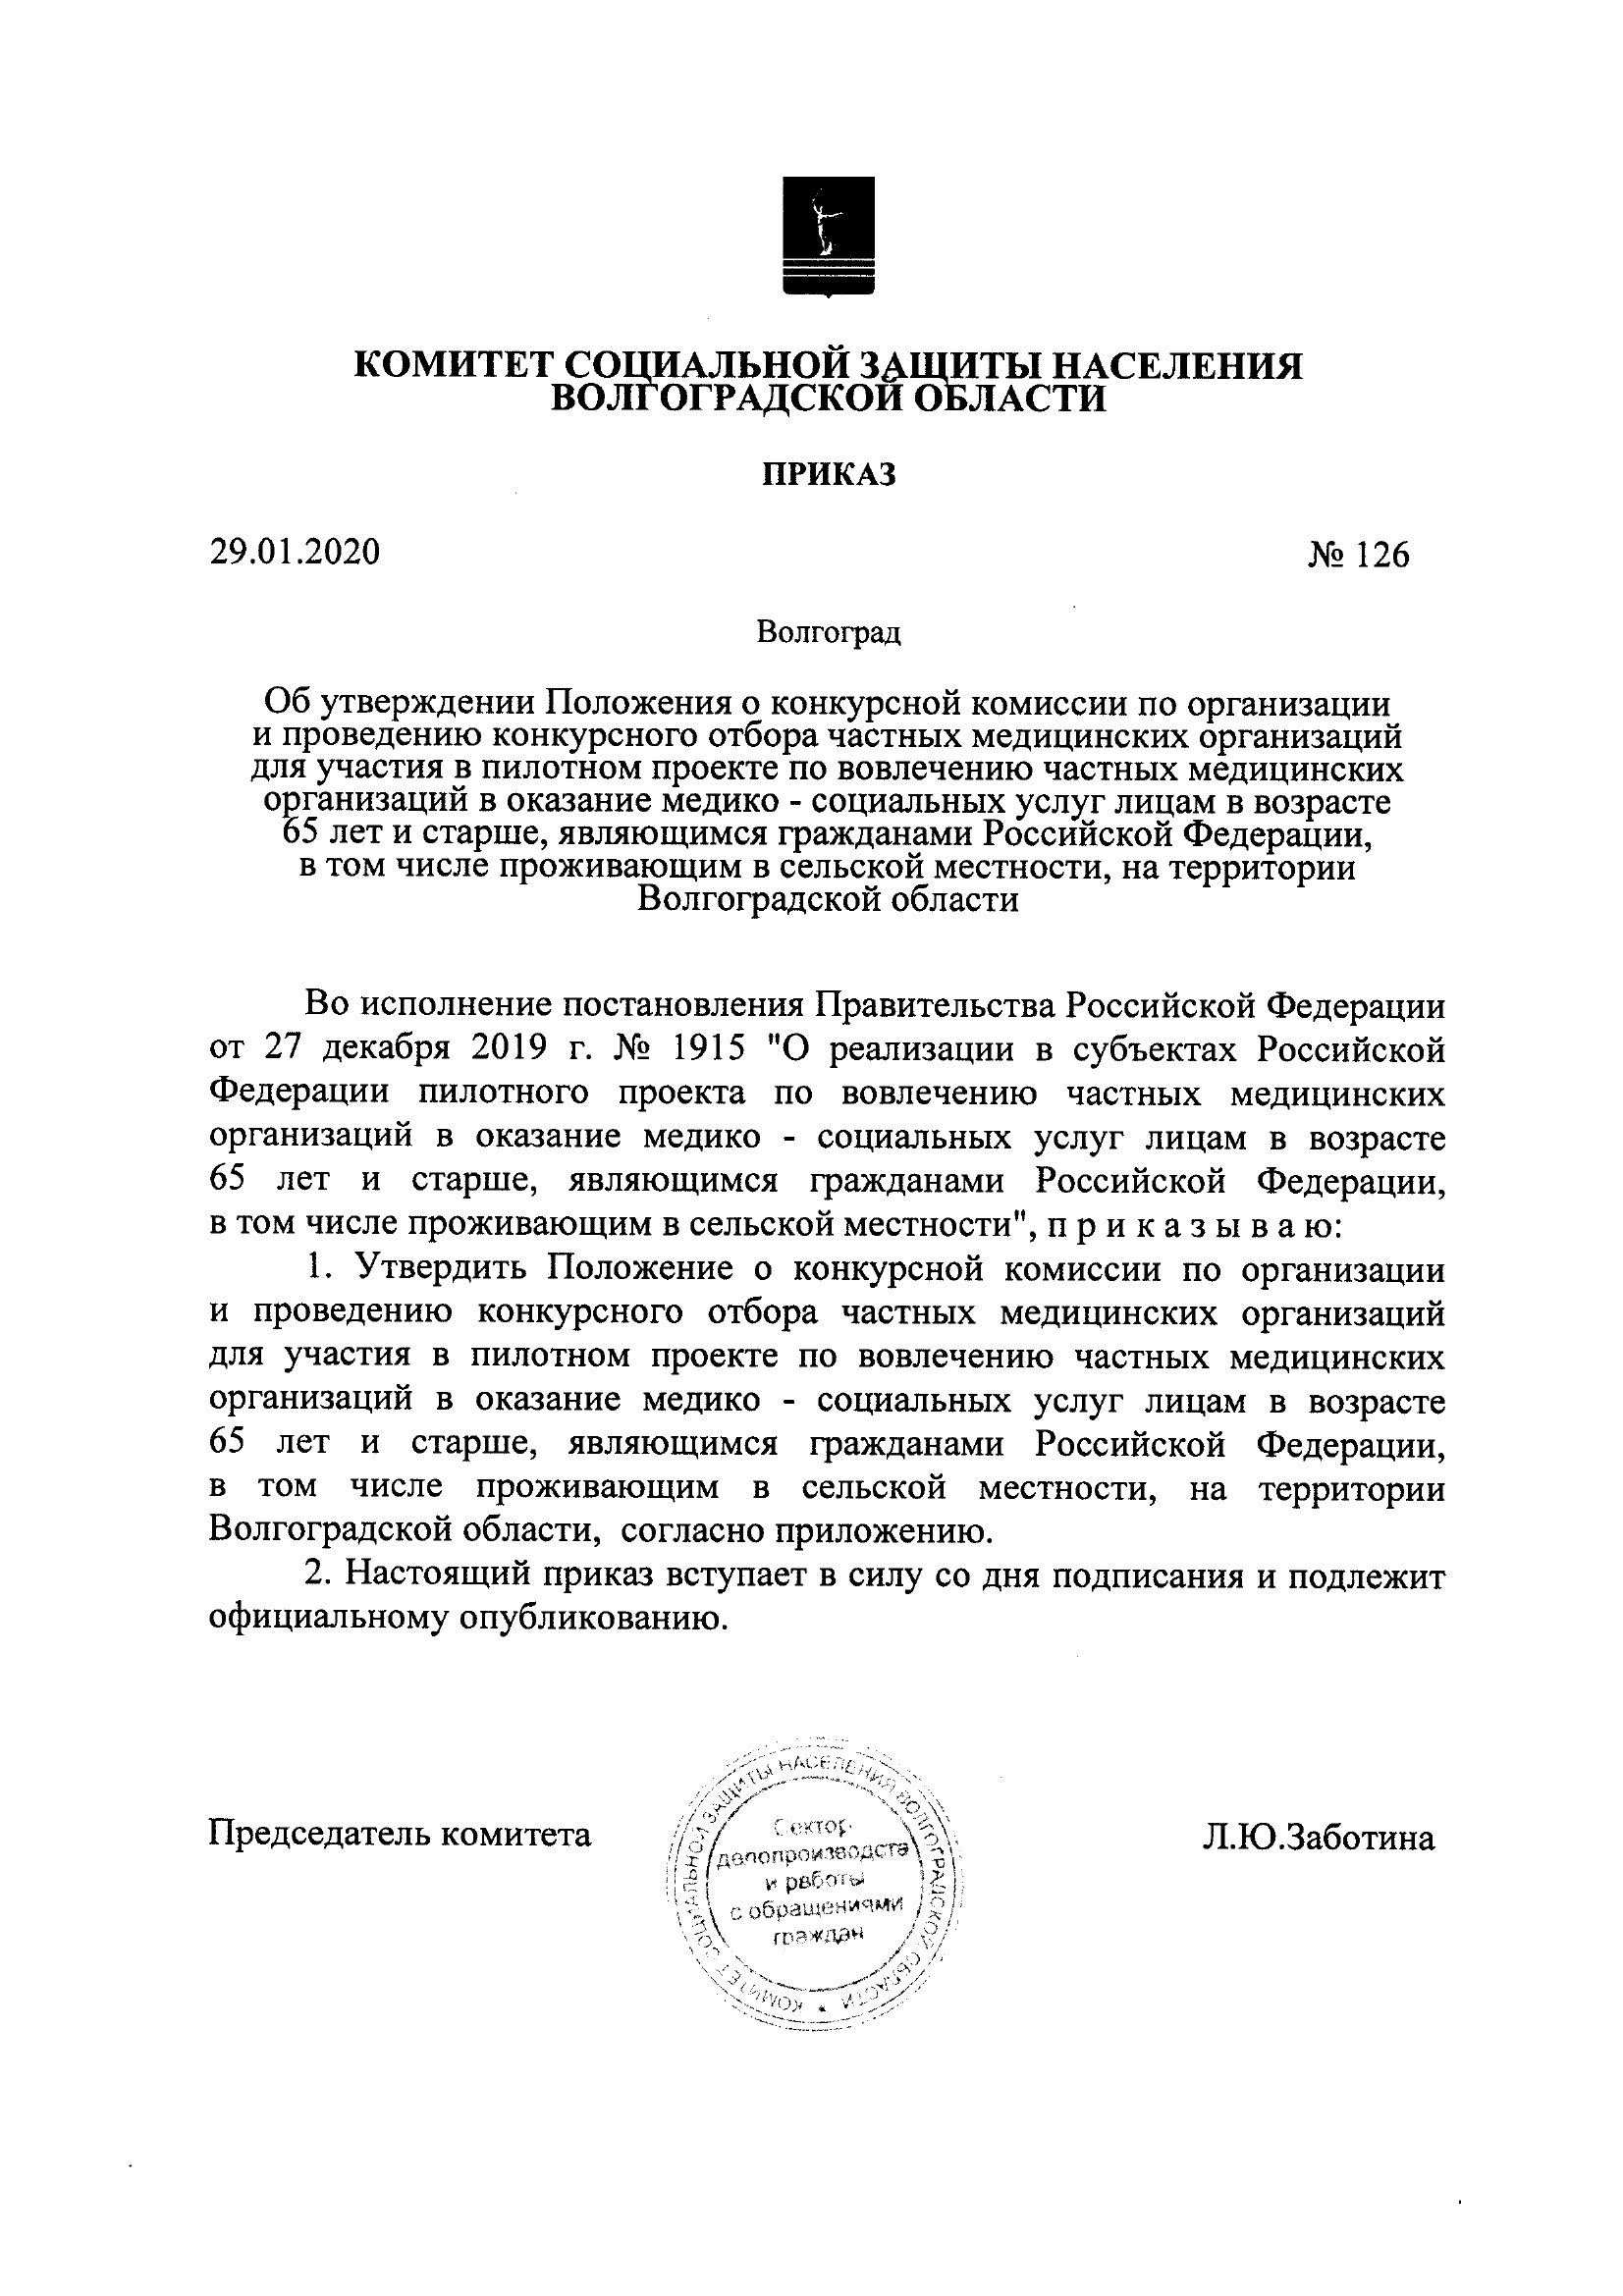 КОМИТЕТ СОЦИАЛЬНОЙ ЗАЩИТЫ НАСЕЛЕНИЯ
ВОЛГОГРАДСКОЙ ОБЛАСТИ
ПРИКАЗ
29.01.2020 № 126
Волгоград
Об утверждении Положения о конкурсной комиссии по организации
и проведению конкурсного отбора частных медицинских организаций
для участия в пилотном проекте по вовлечению частных медицинских
организаций в оказание медико - социальных услуг лицам в возрасте
65 лет и старше, являющимся гражданами Российской Федерации,
в том числе проживающим в сельской местности, на территории
Волгоградской области
Во исполнение постановления Правительства Российской Федерации
от 27 декабря 2019 г. № 1915 "О реализации в субъектах Российской
Федерации пилотного проекта по вовлечению частных медицинских
организаций в оказание медико - социальных услуг лицам в возрасте
65 лет и старше, являющимся гражданами Российской Федерации,
в том числе проживающим в сельской местности", п р и к а з ы в а ю:
1. Утвердить Положение о конкурсной комиссии по организации
и проведению конкурсного отбора частных медицинских организаций
для участия в пилотном проекте по вовлечению частных медицинских
организаций в оказание медико - социальных услуг лицам в возрасте
65 лет и старше, являющимся гражданами Российской Федерации,
в том числе проживающим в сельской местности, на территории
Волгоградской области, согласно приложению.
2. Настоящий приказ вступает в силу со дня подписания и подлежит
официальному опубликованию.
Председатель комитета Л.Ю.Заботина
КОМИТЕТ СОЦИАЛЬНОЙ ЗАЩИТЫ НАСЕЛЕНИЯ ВОЛГОГРАДСКОЙ ОБЛАСТИ
Сектор
делопроизводства
и работы
с обращениями
граждан